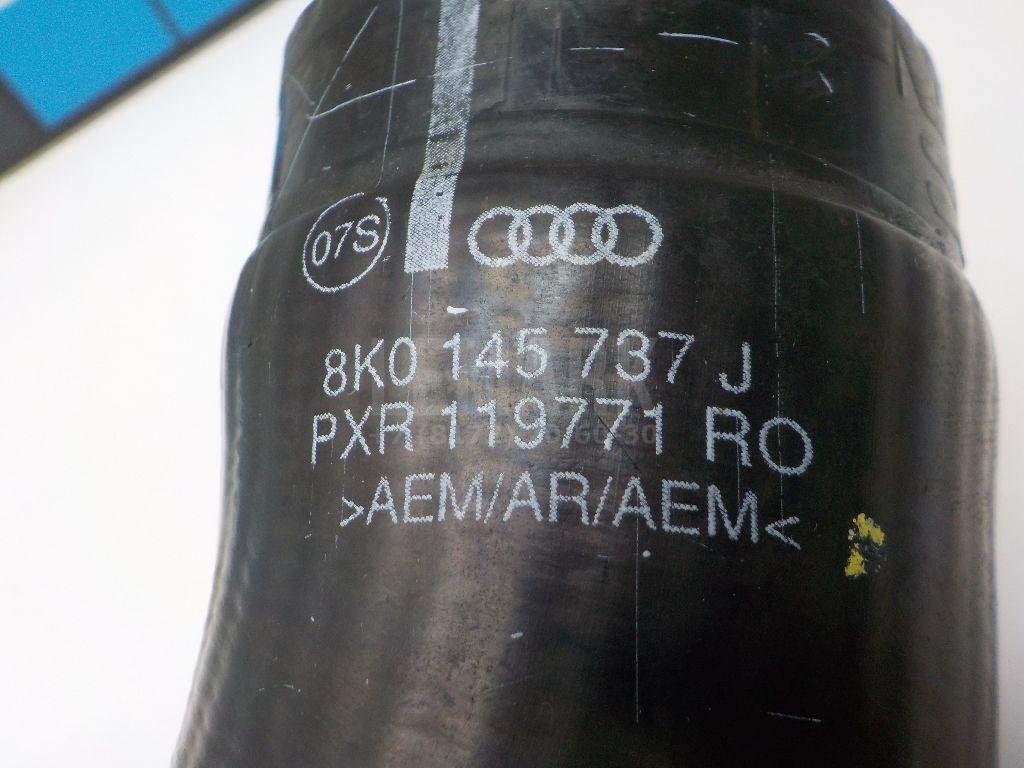 07S
8K0 145 737 J
PXR 119771 RO
>AEM/AR/AEM<